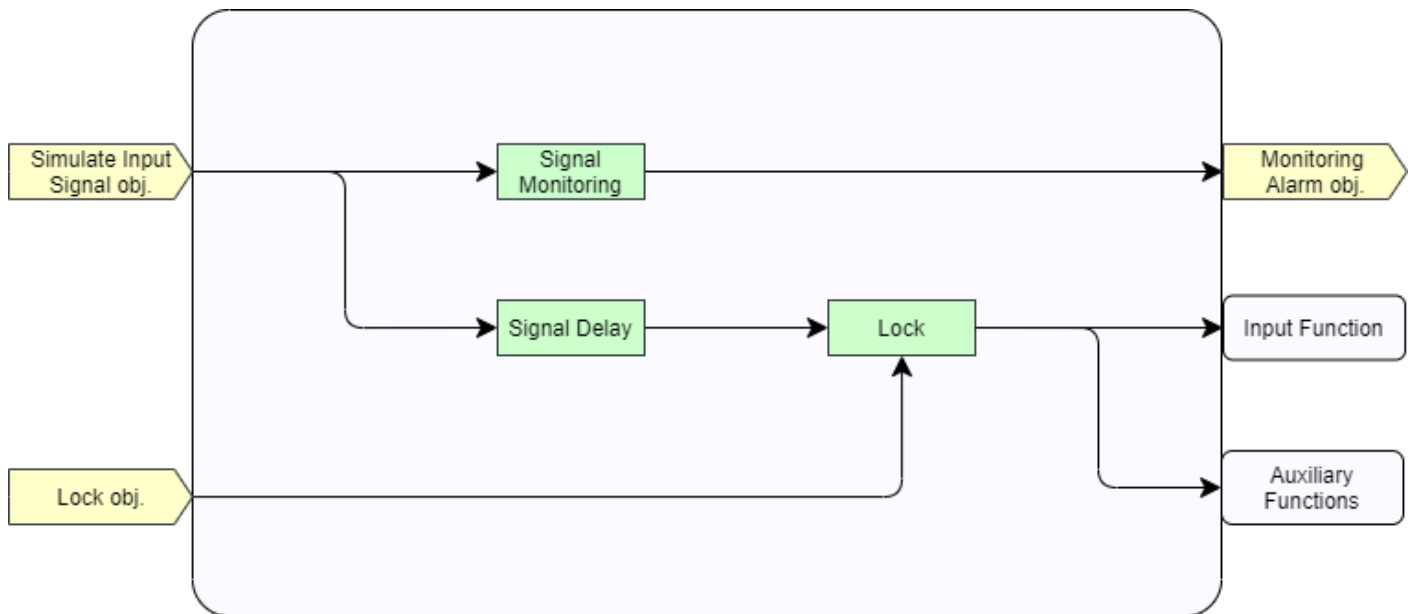 Simulate Input
Signal obj.
Signal
Monitoring
Monitoring
Alarm obj.
Signal Delay
Lock
Input Function
Lock obj.
Auxiliary
Functions